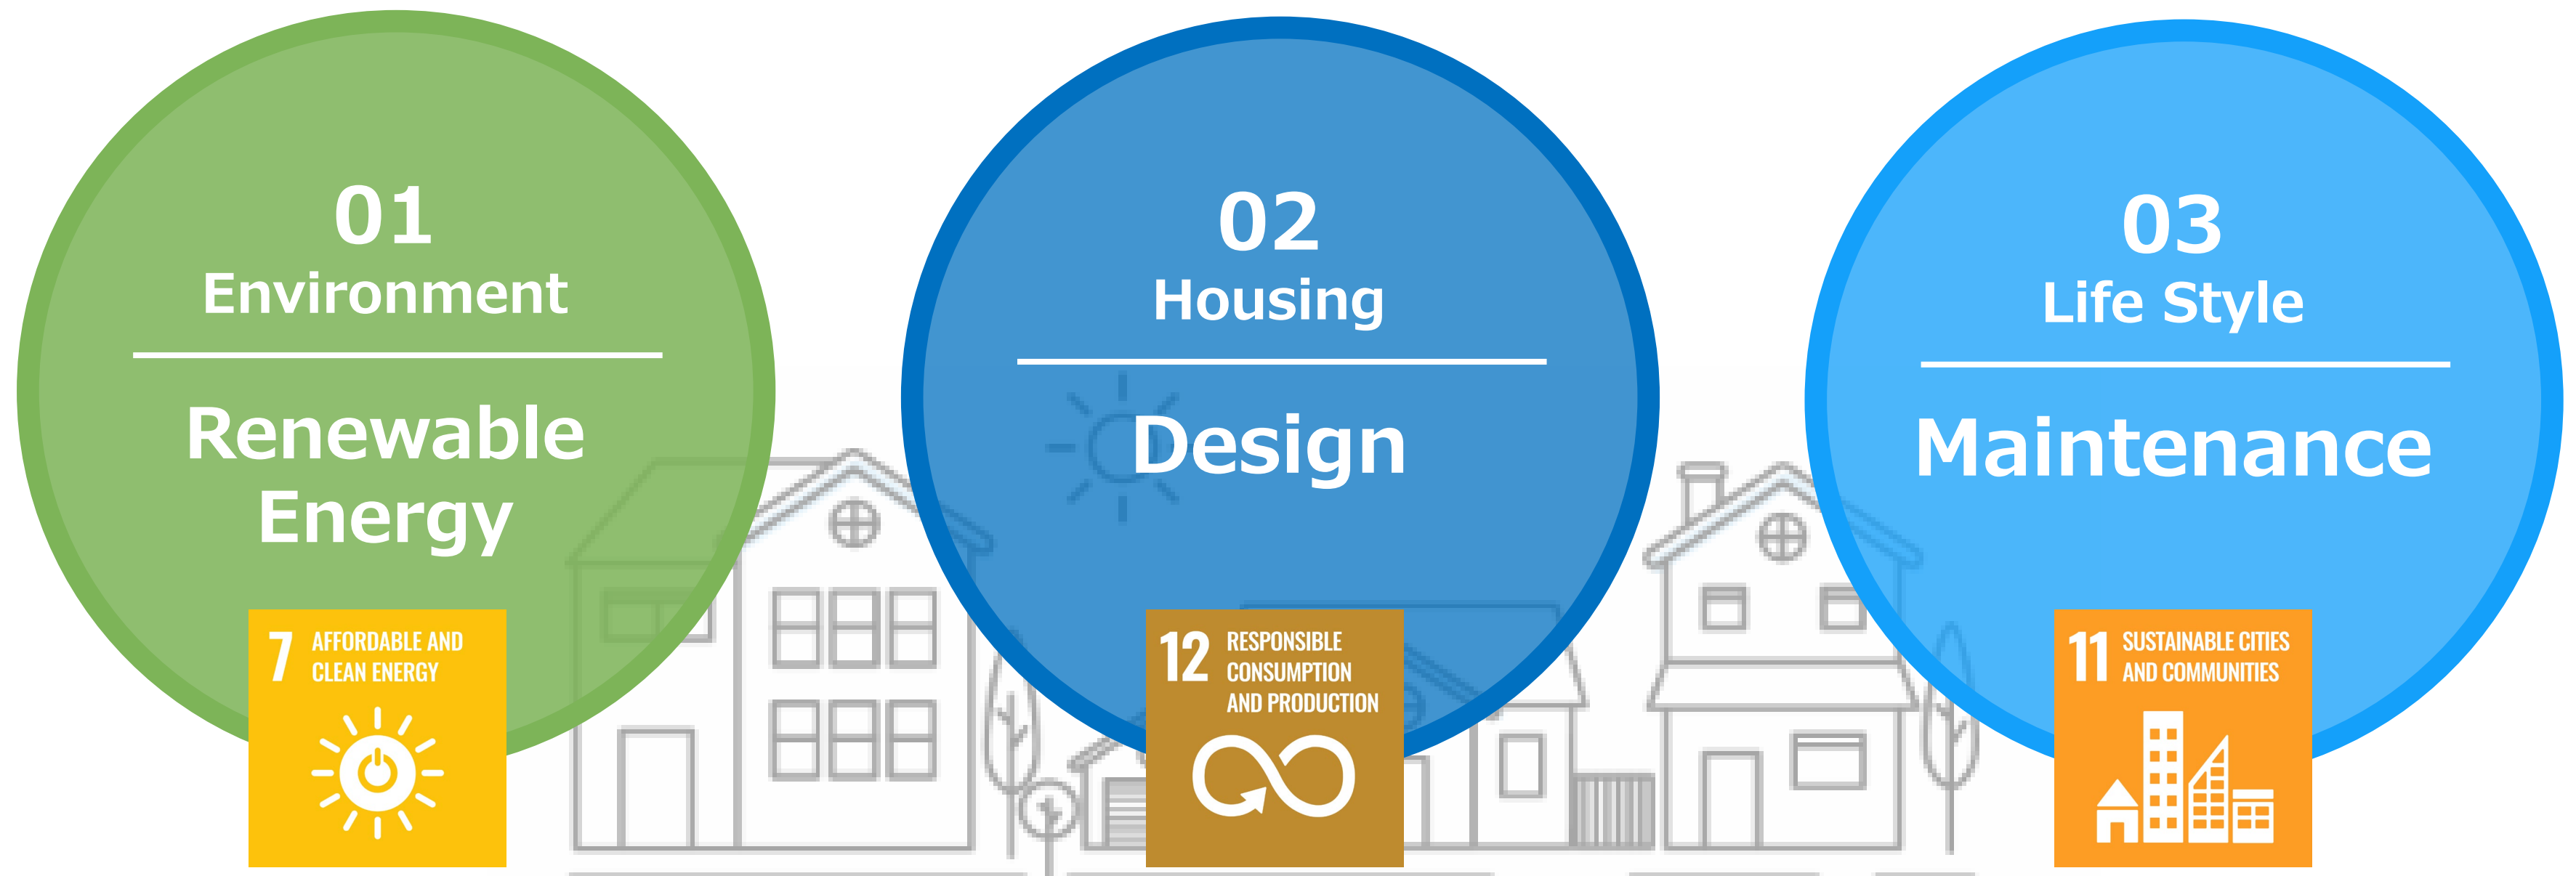 01
Environment
Renewable
Energy
7 AFFORDABLE AND
CLEAN ENERGY
02
Housing
Design
12 RESPONSIBLE
CONSUMPTION
AND PRODUCTION
03
Life Style
Maintenance
11 SUSTAINABLE CITIES
AND COMMUNITIES